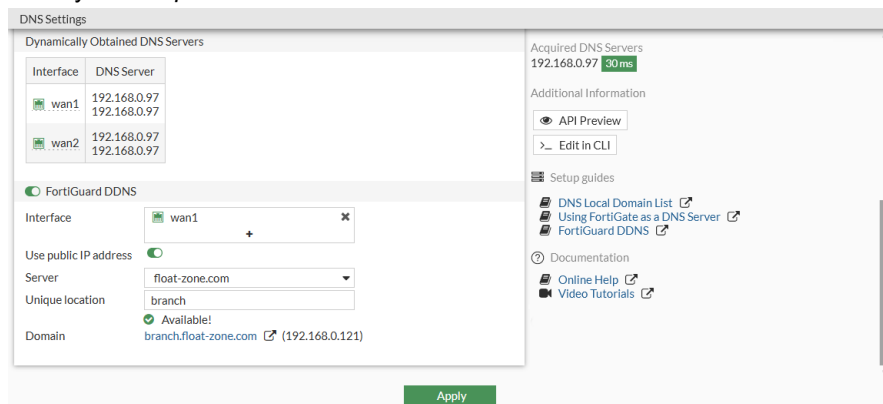 DNS Settings
Dynamically Obtained DNS Servers
Interface DNS Server
wan1 192.168.0.97
192.168.0.97
wan2 192.168.0.97
192.168.0.97
FortiGuard DDNS
Interface wan1
+
Use public IP address
Server float-zone.com
Unique location branch
Available!
Domain branch.float-zone.com (192.168.0.121)
Acquired DNS Servers
192.168.0.97 30 ms
Additional Information
API Preview
>_ Edit in CLI
Setup guides
DNS Local Domain List
Using FortiGate as a DNS Server
FortiGuard DDNS
Documentation
Online Help
Video Tutorials
Apply